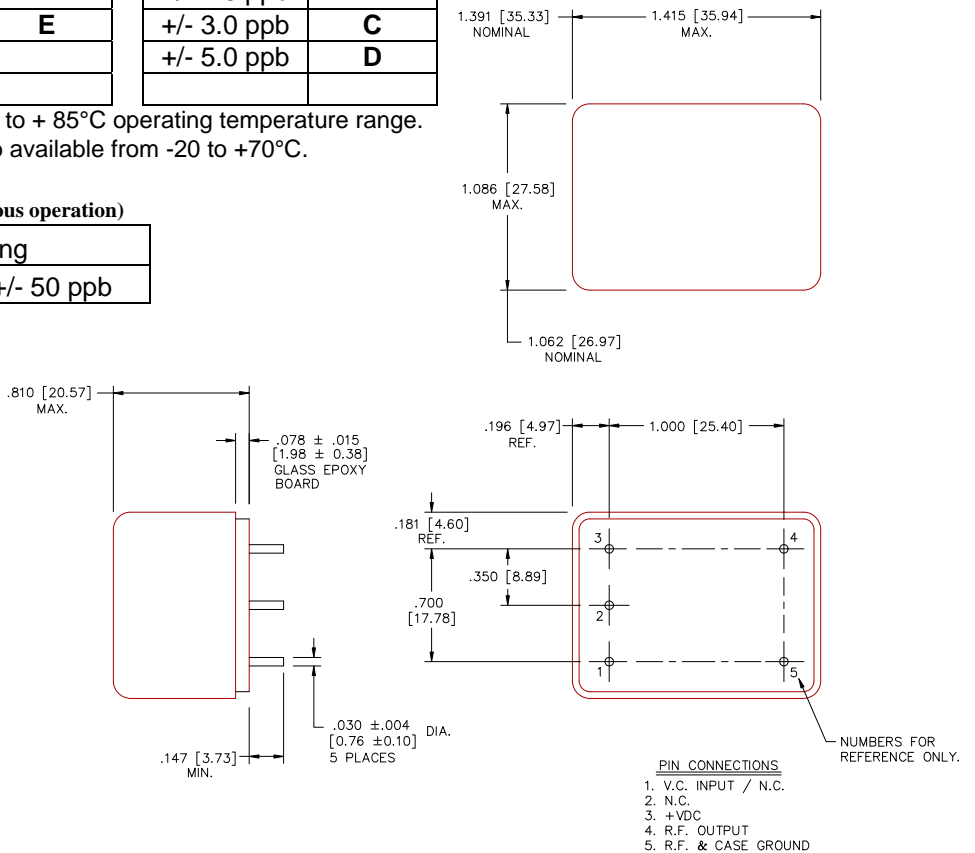 E
+/- 3.0 ppb C
+/- 5.0 ppb D
to + 85°C operating temperature range.
available from -20 to +70°C.
ous operation)
ng
+/- 50 ppb
1.391 [35.33]
NOMINAL
1.415 [35.94]
MAX.
1.086 [27.58]
MAX.
1.062 [26.97]
NOMINAL
.810 [20.57]
MAX.
.078 ± .015
[1.98 ± 0.38]
GLASS EPOXY
BOARD
.030 ±.004
[0.76 ±0.10] DIA.
5 PLACES
.147 [3.73]
MIN.
.196 [4.97]
REF.
1.000 [25.40]
.181 [4.60]
REF.
.350 [8.89]
.700
[17.78]
3
4
2
1
5
NUMBERS FOR
REFERENCE ONLY.
PIN CONNECTIONS
1. V.C. INPUT / N.C.
2. N.C.
3. +VDC
4. R.F. OUTPUT
5. R.F. & CASE GROUND